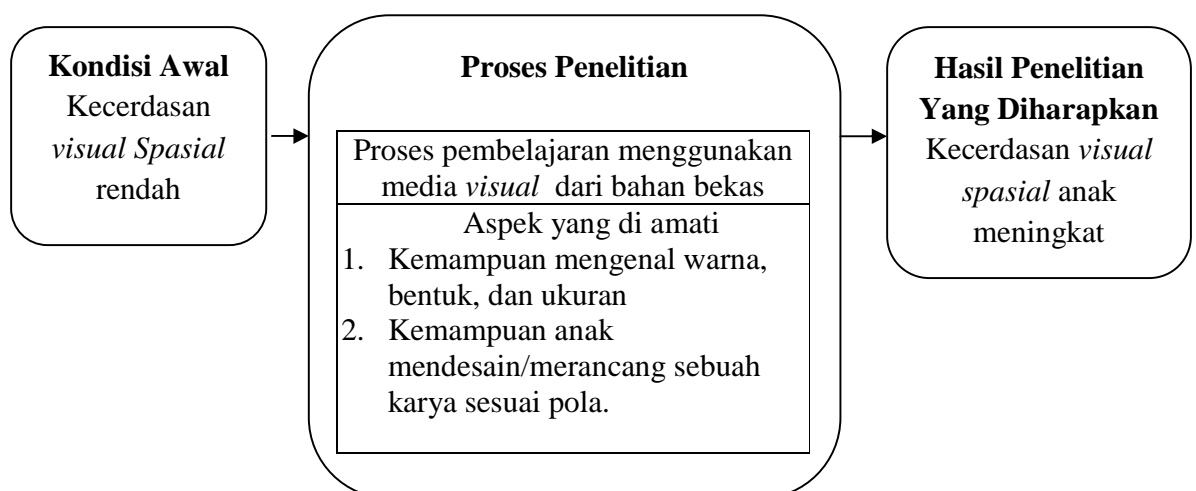 Kondisi Awal
Kecerdasan
visual Spasial
rendah
Proses Penelitian
Proses pembelajaran menggunakan
media visual dari bahan bekas
Aspek yang di amati
1. Kemampuan mengenal warna,
bentuk, dan ukuran
2. Kemampuan anak
mendesain/merancang sebuah
karya sesuai pola.
Hasil Penelitian
Yang Diharapkan
Kecerdasan visual
spasial anak
meningkat